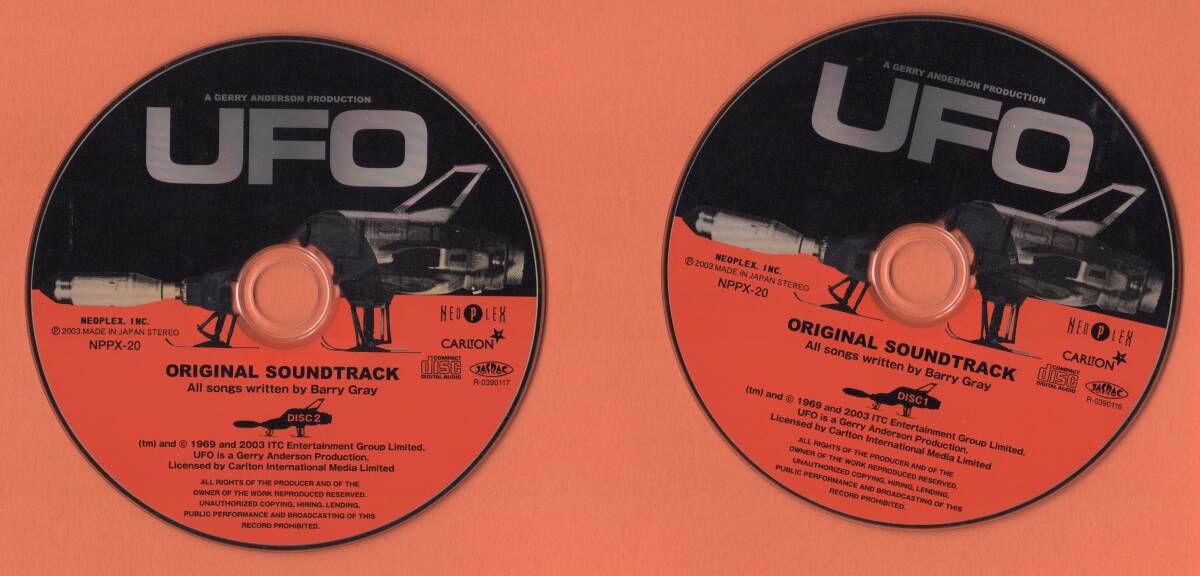 A GERRY ANDERSON PRODUCTION
UFO
NEOPLEX. INC.
Ⓟ2003 MADE IN JAPAN STEREO
NPPX-20
NEOPLEX
CARLTON
ORIGINAL SOUNDTRACK
All songs written by Barry Gray
COMPACT
disc
DIGITAL AUDIO
JASRAC
R-0390117
DISC2
(tm) and © 1969 and 2003 ITC Entertainment Group Limited.
UFO is a Gerry Anderson Production.
Licensed by Carlton International Media Limited
ALL RIGHTS OF THE PRODUCER AND OF THE
OWNER OF THE WORK REPRODUCED RESERVED.
UNAUTHORIZED COPYING, HIRING, LENDING,
PUBLIC PERFORMANCE AND BROADCASTING OF THIS
RECORD PROHIBITED.
A GERRY ANDERSON PRODUCTION
UFO
NEOPLEX. INC.
Ⓟ2003 MADE IN JAPAN STEREO
NPPX-20
NEOPLEX
CARLTON
ORIGINAL SOUNDTRACK
All songs written by Barry Gray
COMPACT
disc
DIGITAL AUDIO
JASRAC
R-0390116
DISC1
(tm) and © 1969 and 2003 ITC Entertainment Group Limited.
UFO is a Gerry Anderson Production.
Licensed by Carlton International Media Limited
ALL RIGHTS OF THE PRODUCER AND OF THE
OWNER OF THE WORK REPRODUCED RESERVED.
UNAUTHORIZED COPYING, HIRING, LENDING,
PUBLIC PERFORMANCE AND BROADCASTING OF THIS
RECORD PROHIBITED.